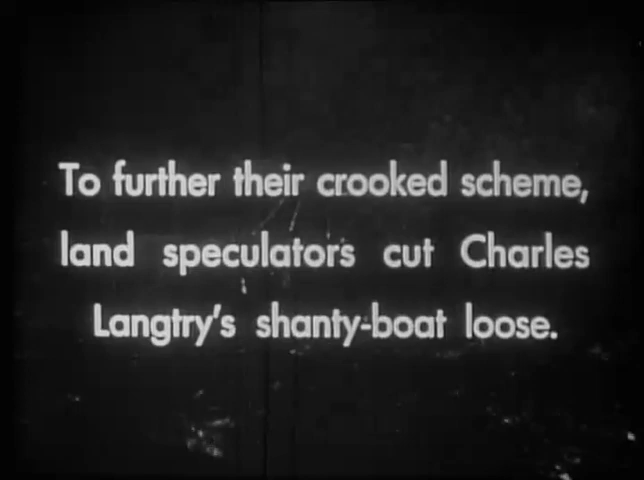 To further their crooked scheme,
land speculators cut Charles
Langtry's shanty-boat loose.